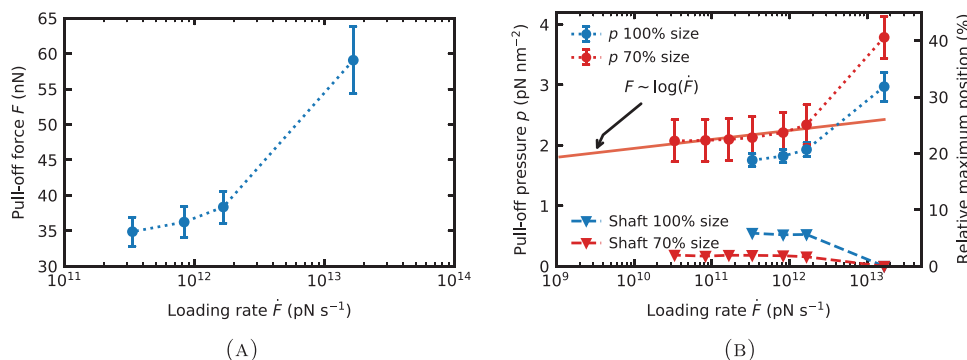 65
60
55
50
45
40
35
30
Pull-off force F (nN)
10^11
10^12
10^13
10^14
Loading rate Ḟ (pN s⁻¹)
(A)
4
3
2
1
0
Pull-off pressure p (pN nm⁻²)
p 100% size
p 70% size
F ~ log(Ḟ)
Shaft 100% size
Shaft 70% size
40
30
20
10
0
Relative maximum position (%)
10^9
10^10
10^11
10^12
10^13
Loading rate Ḟ (pN s⁻¹)
(B)